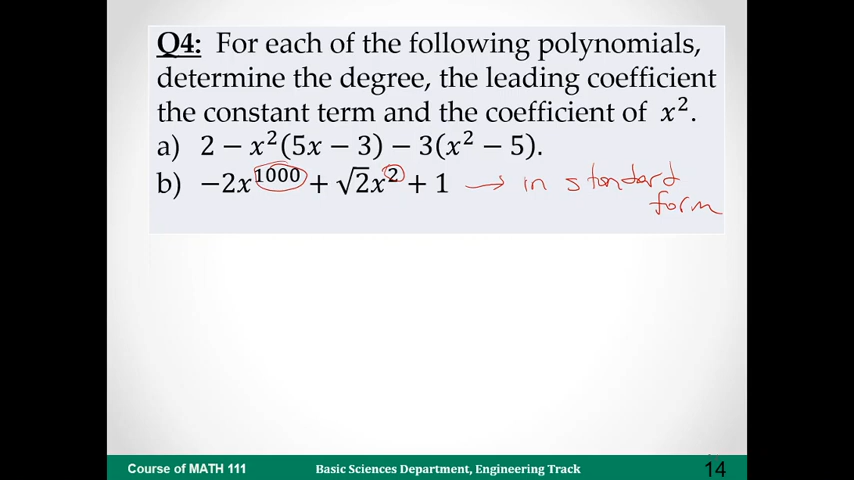 Q4: For each of the following polynomials,
determine the degree, the leading coefficient
the constant term and the coefficient of x².
a) 2 − x²(5x − 3) − 3(x² − 5).
b) −2x¹⁰⁰⁰ + √2x² + 1 → in standard
form
Course of MATH 111 Basic Sciences Department, Engineering Track 14